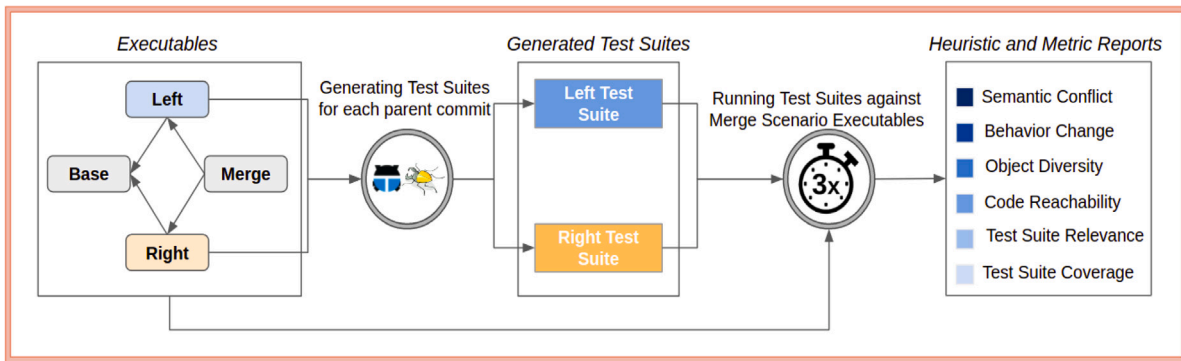 Executables
Left
Base
Merge
Right
Generating Test Suites
for each parent commit
Generated Test Suites
Left Test
Suite
Right Test
Suite
Running Test Suites against
Merge Scenario Executables
3x
Heuristic and Metric Reports
Semantic Conflict
Behavior Change
Object Diversity
Code Reachability
Test Suite Relevance
Test Suite Coverage